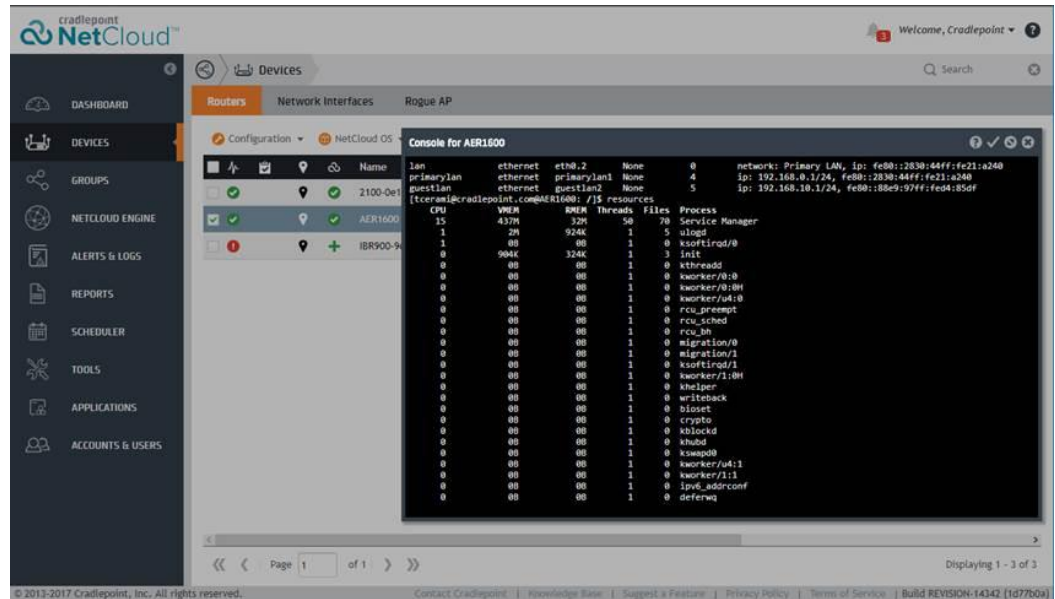 cradlepoint
NetCloud™
3
Welcome, Cradlepoint
?
Devices
Search
DASHBOARD
DEVICES
GROUPS
NETCLOUD ENGINE
ALERTS & LOGS
REPORTS
SCHEDULER
TOOLS
APPLICATIONS
ACCOUNTS & USERS
Routers Network Interfaces Rogue AP
Configuration NetCloud OS
Name
2100-0e1
AER1600
IBR900-9
Console for AER1600
lan ethernet eth0.2 None 0 network: Primary LAN, ip: fe80::2830:44ff:fe21:a240
primarylan ethernet primarylan1 None 4 ip: 192.168.0.1/24, fe80::2830:44ff:fe21:a240
guestlan ethernet guestlan2 None 5 ip: 192.168.10.1/24, fe80::88e9:97ff:fed4:85df
[tcerami@cradlepoint.com@AER1600: /]$ resources
CPU VMEM RMEM Threads Files Process
15 437M 32M 50 70 Service Manager
1 2M 924K 1 5 ulogd
1 0B 0B 1 0 ksoftirqd/0
0 904K 324K 1 3 init
0 0B 0B 1 0 kthreadd
0 0B 0B 1 0 kworker/0:0
0 0B 0B 1 0 kworker/0:0H
0 0B 0B 1 0 kworker/u4:0
0 0B 0B 1 0 rcu_preempt
0 0B 0B 1 0 rcu_sched
0 0B 0B 1 0 rcu_bh
0 0B 0B 1 0 migration/0
0 0B 0B 1 0 migration/1
0 0B 0B 1 0 ksoftirqd/1
0 0B 0B 1 0 kworker/1:0H
0 0B 0B 1 0 khelper
0 0B 0B 1 0 writeback
0 0B 0B 1 0 bioset
0 0B 0B 1 0 crypto
0 0B 0B 1 0 kblockd
0 0B 0B 1 0 khubd
0 0B 0B 1 0 kswapd0
0 0B 0B 1 0 kworker/u4:1
0 0B 0B 1 0 kworker/1:1
0 0B 0B 1 0 ipv6_addrconf
0 0B 0B 1 0 deferwq
Page 1 of 1
Displaying 1 - 3 of 3
© 2013-2017 Cradlepoint, Inc. All rights reserved.
Contact Cradlepoint | Knowledge Base | Suggest a Feature | Privacy Policy | Terms of Service | Build REVISION-14342 (1d77b0a)